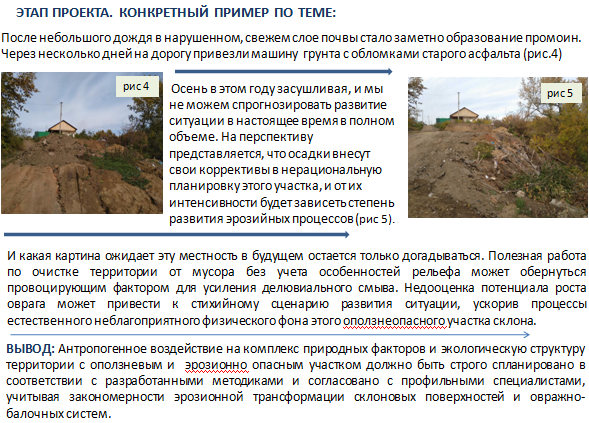 ЭТАП ПРОЕКТА. КОНКРЕТНЫЙ ПРИМЕР ПО ТЕМЕ:
После небольшого дождя в нарушенном, свежем слое почвы стало заметно образование промоин.
Через несколько дней на дорогу привезли машину грунта с обломками старого асфальта (рис.4)
рис 4
Осень в этом году засушливая, и мы
не можем спрогнозировать развитие
ситуации в настоящее время в полном
объеме. На перспективу
представляется, что осадки внесут
свои коррективы в нерациональную
планировку этого участка, и от их
интенсивности будет зависеть степень
развития эрозийных процессов (рис 5).
рис 5
И какая картина ожидает эту местность в будущем остается только догадываться. Полезная работа
по очистке территории от мусора без учета особенностей рельефа может обернуться
провоцирующим фактором для усиления делювиального смыва. Недооценка потенциала роста
оврага может привести к стихийному сценарию развития ситуации, ускорив процессы
естественного неблагоприятного физического фона этого оползнеопасного участка склона.
ВЫВОД: Антропогенное воздействие на комплекс природных факторов и экологическую структуру
территории с оползневым и эрозионно опасным участком должно быть строго спланировано в
соответствии с разработанными методиками и согласовано с профильными специалистами,
учитывая закономерности эрозионной трансформации склоновых поверхностей и овражно-
балочных систем.